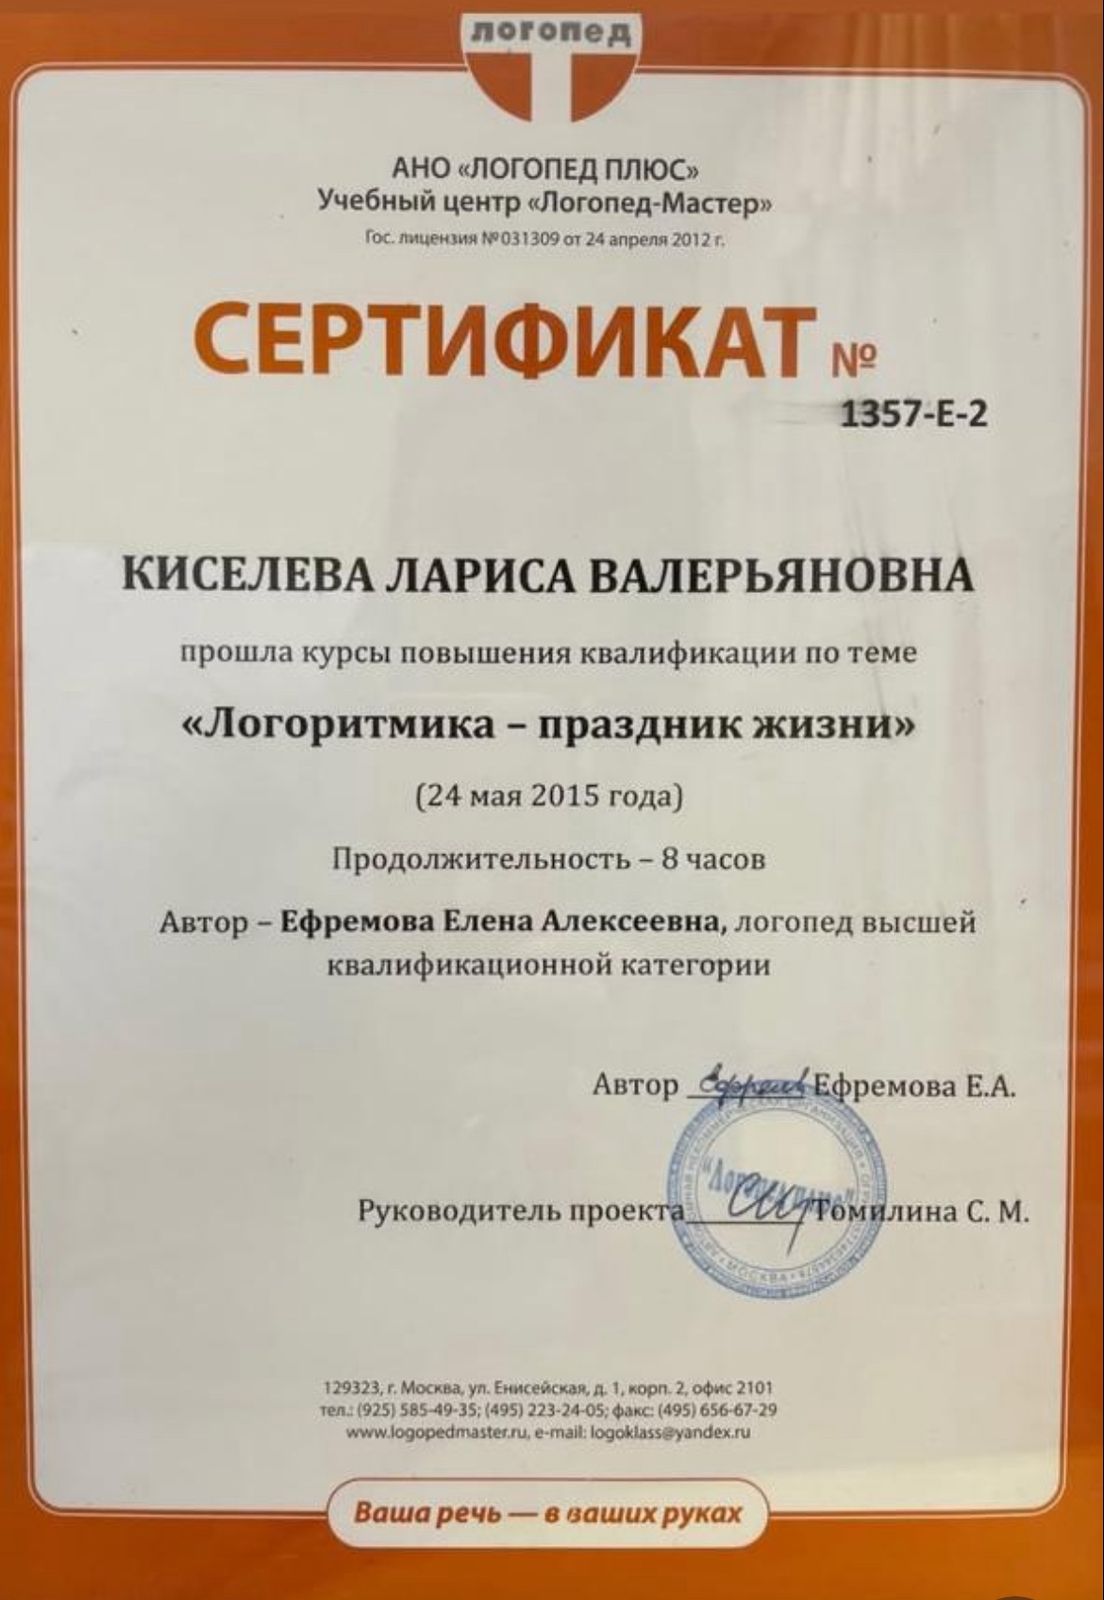 логопед
АНО «ЛОГОПЕД ПЛЮС»
Учебный центр «Логопед-Мастер»
Гос. лицензия №031309 от 24 апреля 2012 г.
СЕРТИФИКАТ №
1357-Е-2
КИСЕЛЕВА ЛАРИСА ВАЛЕРЬЯНОВНА
прошла курсы повышения квалификации по теме
«Логоритмика – праздник жизни»
(24 мая 2015 года)
Продолжительность – 8 часов
Автор – Ефремова Елена Алексеевна, логопед высшей
квалификационной категории
Автор Ефремова Е.А.
"Логопед плюс"
МОСКВА
Руководитель проекта Томилина С. М.
129323, г. Москва, ул. Енисейская, д. 1, корп. 2, офис 2101
тел.: (925) 585-49-35; (495) 223-24-05; факс: (495) 656-67-29
www.logopedmaster.ru, e-mail: logoklass@yandex.ru
Ваша речь — в ваших руках